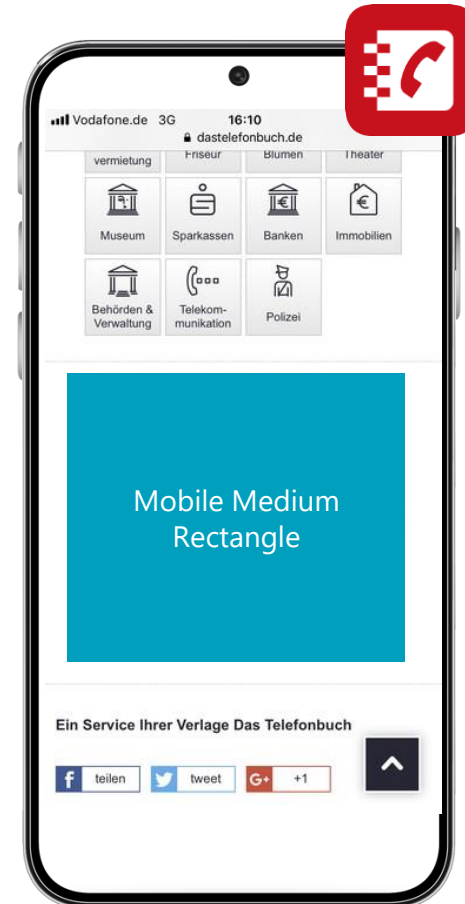 Vodafone.de 3G 16:10
dastelefonbuch.de
vermietung Friseur Blumen Theater
Museum Sparkassen Banken Immobilien
Behörden & Telekom- Polizei
Verwaltung munikation
Mobile Medium
Rectangle
Ein Service Ihrer Verlage Das Telefonbuch
f teilen tweet G+ +1